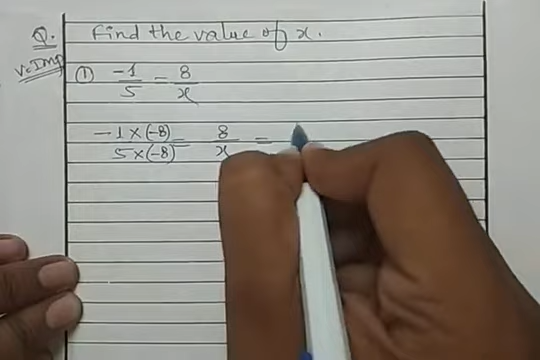 Q. Find the value of x.
V.Imp ① -1/5 = 8/x
-1×(-8)/5×(-8) = 8/x =